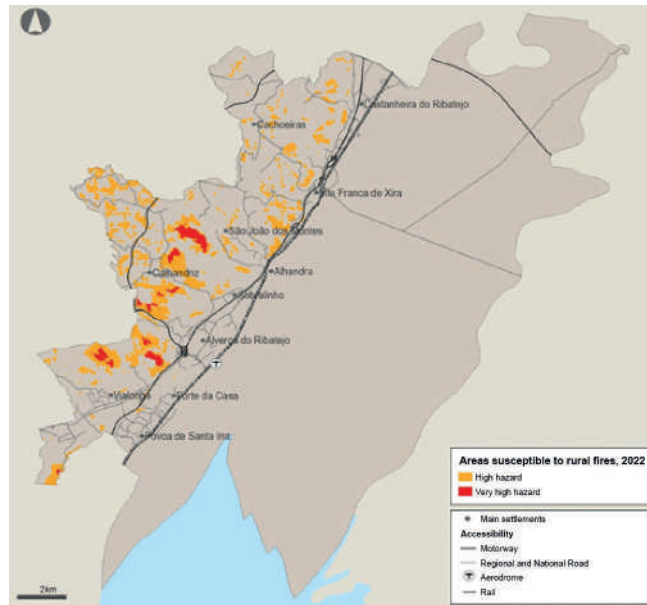 Castanheira do Ribatejo
Cachoeiras
Vila Franca de Xira
São João dos Montes
Calhandriz
Alhandra
Sobralinho
Alverca do Ribatejo
Vialonga
Forte da Casa
Póvoa de Santa Iria
Areas susceptible to rural fires, 2022
High hazard
Very high hazard
Main settlements
Accessibility
Motorway
Regional and National Road
Aerodrome
Rail
2km